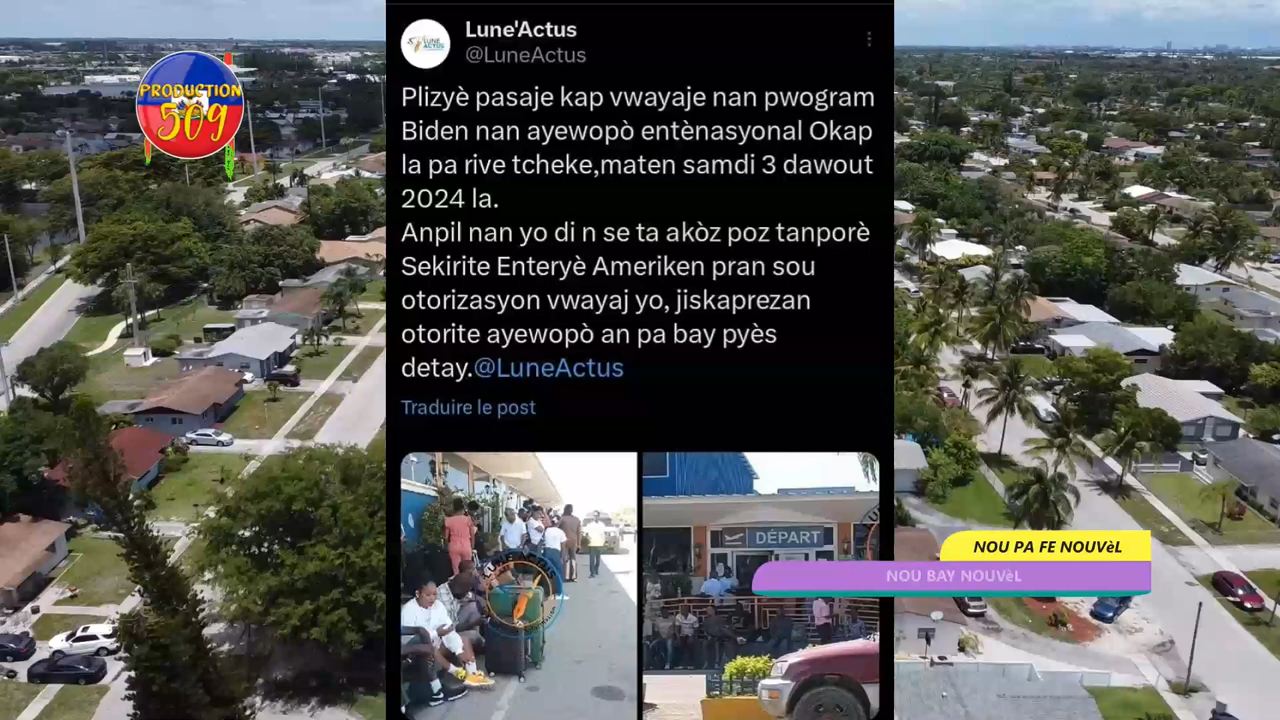 PRODUCTION
509
Lune'Actus
@LuneActus
Plizyè pasaje kap vwayaje nan pwogram
Biden nan ayewopò entènasyonal Okap
la pa rive tcheke,maten samdi 3 dawout
2024 la.
Anpil nan yo di n se ta akòz poz tanporè
Sekirite Enteryè Ameriken pran sou
otorizasyon vwayaj yo, jiskaprezan
otorite ayewopò an pa bay pyès
detay.@LuneActus
Traduire le post
DÉPART
NOU PA FE NOUVèL
NOU BAY NOUVèL